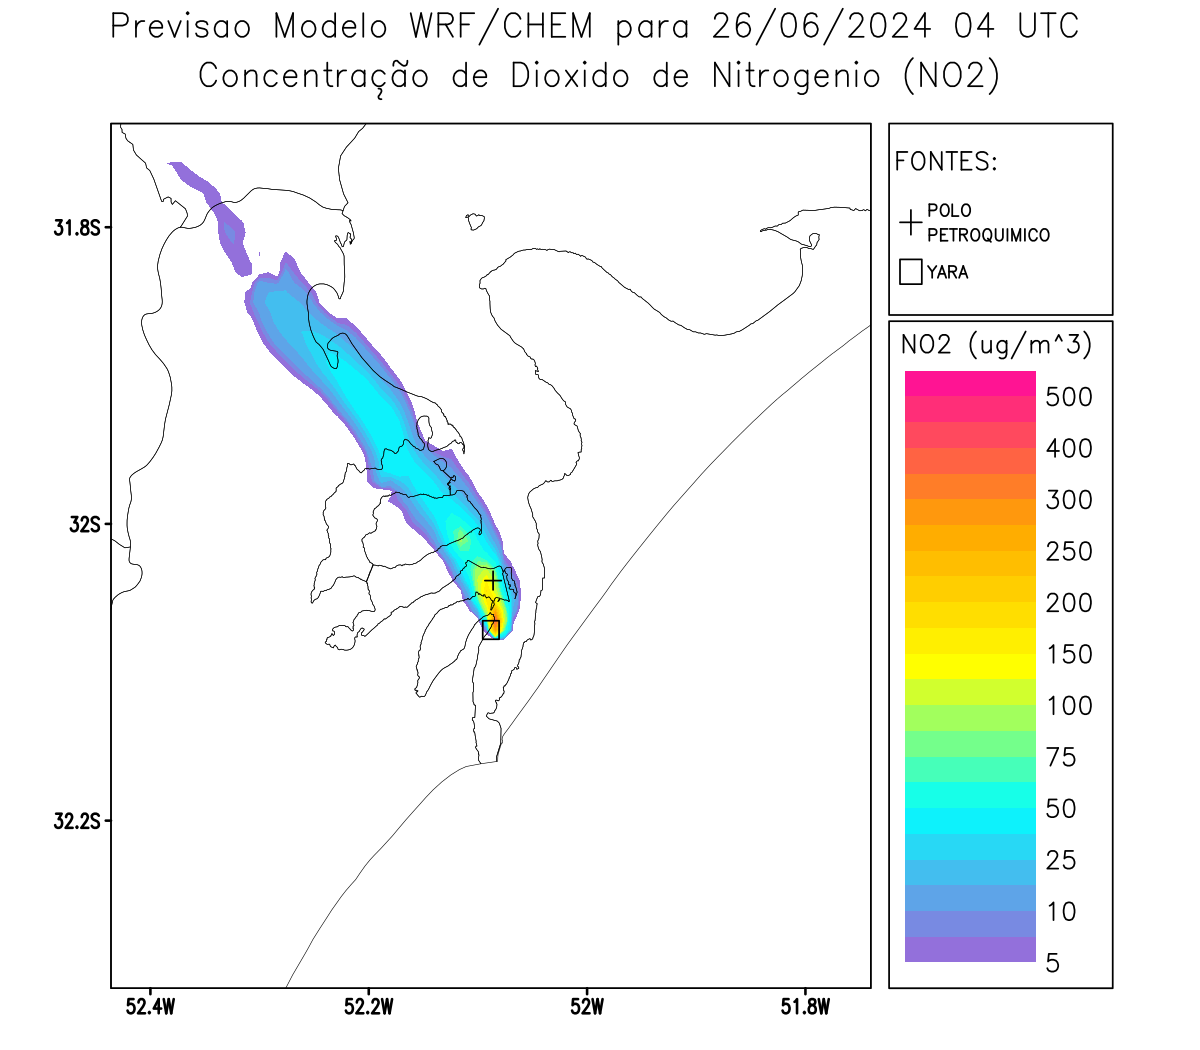 Previsao Modelo WRF/CHEM para 26/06/2024 04 UTC
Concentração de Dioxido de Nitrogenio (NO2)
FONTES:
POLO
PETROQUIMICO
YARA
NO2 (ug/m^3)
500
400
300
250
200
150
100
75
50
25
10
5
31.8S
32S
32.2S
52.4W
52.2W
52W
51.8W